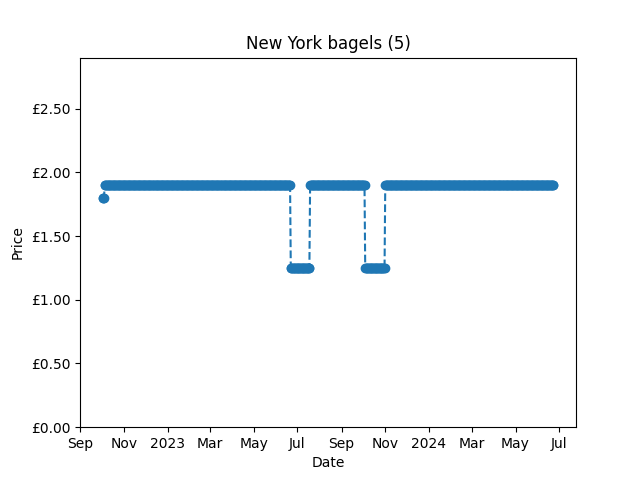 New York bagels (5)
£2.50
£2.00
£1.50
£1.00
£0.50
£0.00
Price
Sep Nov 2023 Mar May Jul Sep Nov 2024 Mar May Jul
Date